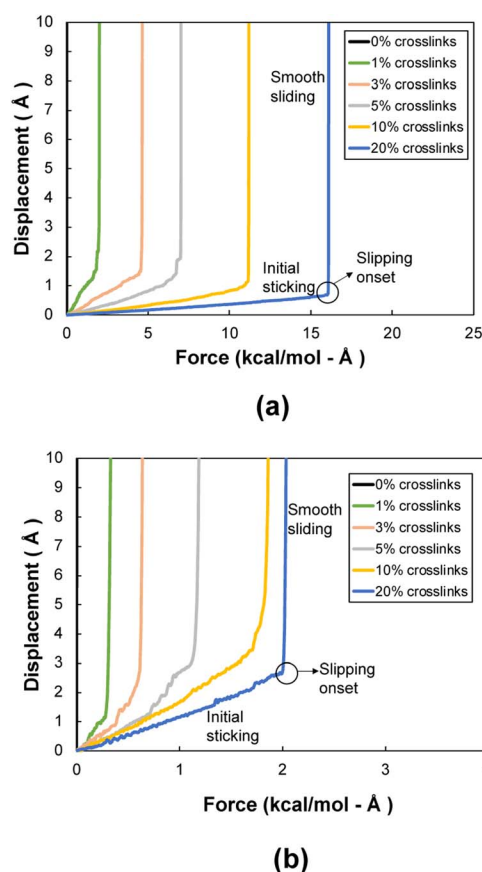 10
9
8
7
6
5
4
3
2
1
0
Displacement ( Å )
0% crosslinks
1% crosslinks
3% crosslinks
5% crosslinks
10% crosslinks
20% crosslinks
Smooth
sliding
Initial
sticking
Slipping
onset
0 5 10 15 20 25
Force (kcal/mol - Å )
(a)
10
9
8
7
6
5
4
3
2
1
0
Displacement ( Å )
0% crosslinks
1% crosslinks
3% crosslinks
5% crosslinks
10% crosslinks
20% crosslinks
Smooth
sliding
Slipping
onset
Initial
sticking
0 1 2 3
Force (kcal/mol - Å )
(b)